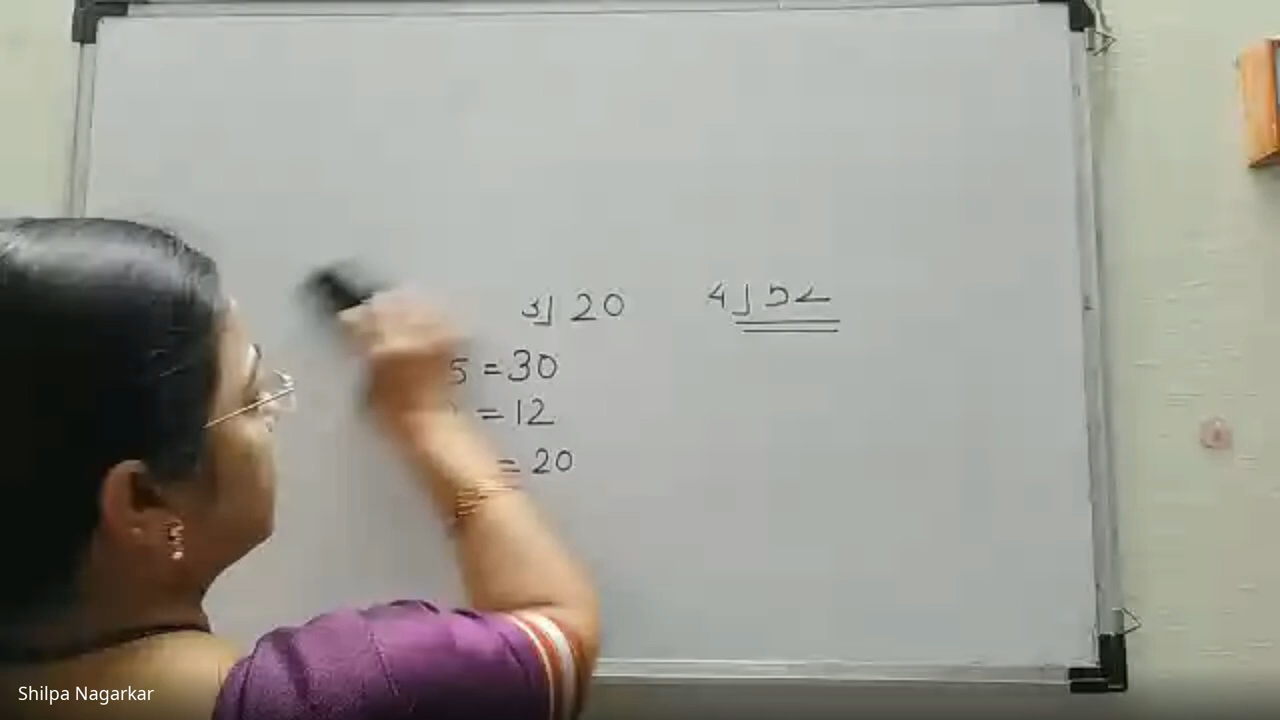 3⟌20 4⟌52
5 = 30
= 12
= 20
Shilpa Nagarkar